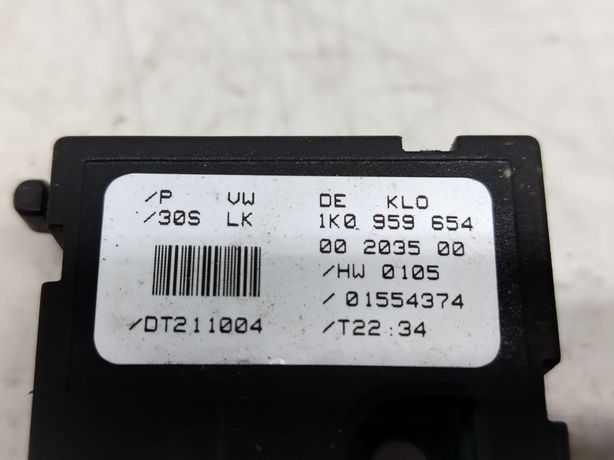 /P VW DE KLO
/30S LK 1K0 959 654
00 2035 00
/HW 0105
/01554374
/DT211004 /T22:34